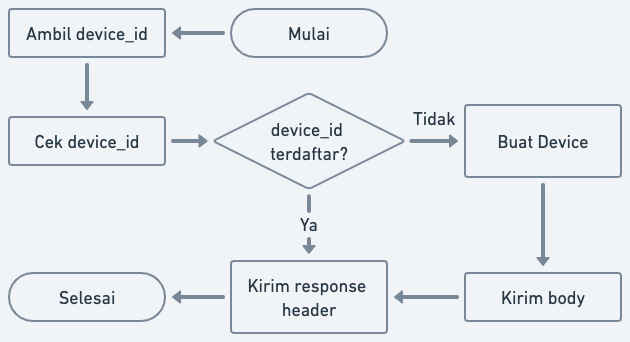 Ambil device_id
Mulai
Cek device_id
device_id
terdaftar?
Tidak
Buat Device
Ya
Selesai
Kirim response
header
Kirim body